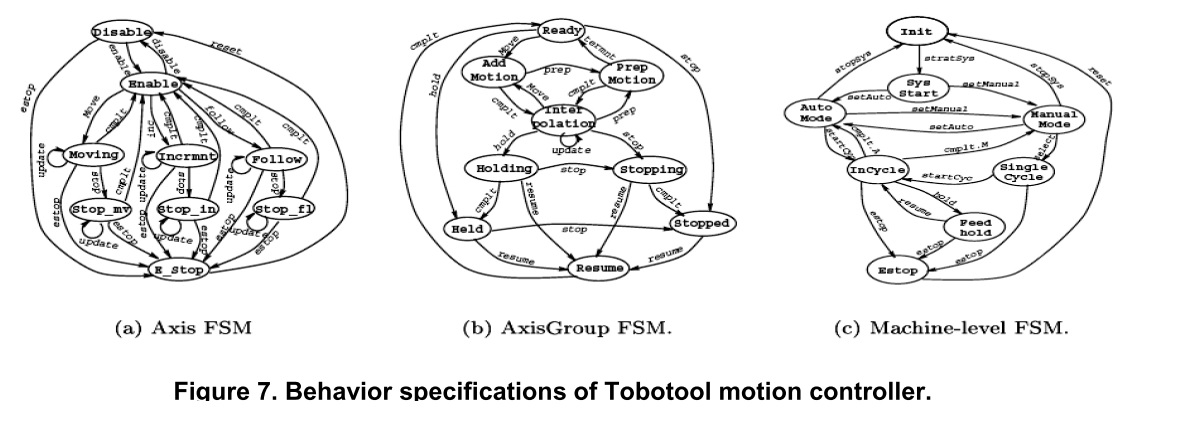 Disable
enable
disable
reset
estop
Enable
Move
cmplt
inc
cmplt
cmplt
follow
cmplt
cmplt
update
Moving
Incrmnt
Follow
stop
cmplt
update
stop
updn
stop
Stop_mv
Stop_in
Stop_fl
estop
update
estop
estop
update
estop
estop
update
estop
E_Stop
(a) Axis FSM
cmplt
Ready
Move
termnt
stop
hold
Add
Motion
prep
Prep
Motion
Move
cmplt
cmplt
prep
Inter
polation
update
hold
stop
Holding
stop
Stopping
cmplt
resume
resume
cmplt
Held
stop
Stopped
resume
resume
Resume
(b) AxisGroup FSM.
Init
stopSys
stratSys
stopSys
reset
Sys
Start
setAuto
setManual
Auto
Mode
setManual
setAuto
Manual
Mode
startCyc
cmplt.A
cmplt.M
select
InCycle
startCyc
Single
Cycle
hold
resume
Feed
hold
estop
estop
estop
Estop
(c) Machine-level FSM.
Figure 7. Behavior specifications of Tobotool motion controller.